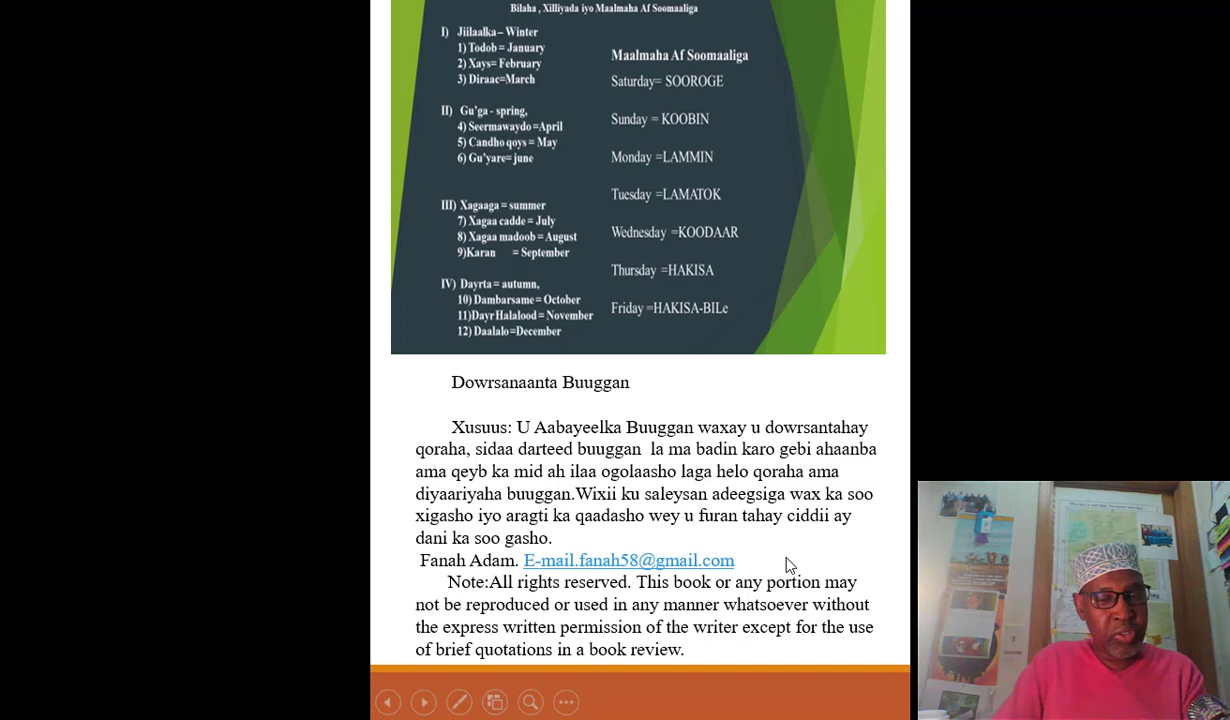 Bilaha , Xilliyada iyo Maalmaha Af Soomaaliga
I) Jiilaalka – Winter
1) Todob = January
2) Xays= February
3) Diraac=March
II) Gu'ga - spring,
4) Seermawaydo =April
5) Candho qoys = May
6) Gu'yare= june
III) Xagaaga = summer
7) Xagaa cadde = July
8) Xagaa madoob = August
9)Karan = September
IV) Dayrta = autumn,
10) Dambarsame = October
11)Dayr Halalood = November
12) Daalalo=December
Maalmaha Af Soomaaliga
Saturday= SOOROGE
Sunday = KOOBIN
Monday =LAMMIN
Tuesday =LAMATOK
Wednesday =KOODAAR
Thursday =HAKISA
Friday =HAKISA-BILe
Dowrsanaanta Buuggan
Xusuus: U Aabayeelka Buuggan waxay u dowrsantahay
qoraha, sidaa darteed buuggan la ma badin karo gebi ahaanba
ama qeyb ka mid ah ilaa ogolaasho laga helo qoraha ama
diyaariyaha buuggan.Wixii ku saleysan adeegsiga wax ka soo
xigasho iyo aragti ka qaadasho wey u furan tahay ciddii ay
dani ka soo gasho.
Fanah Adam. E-mail.fanah58@gmail.com
Note:All rights reserved. This book or any portion may
not be reproduced or used in any manner whatsoever without
the express written permission of the writer except for the use
of brief quotations in a book review.